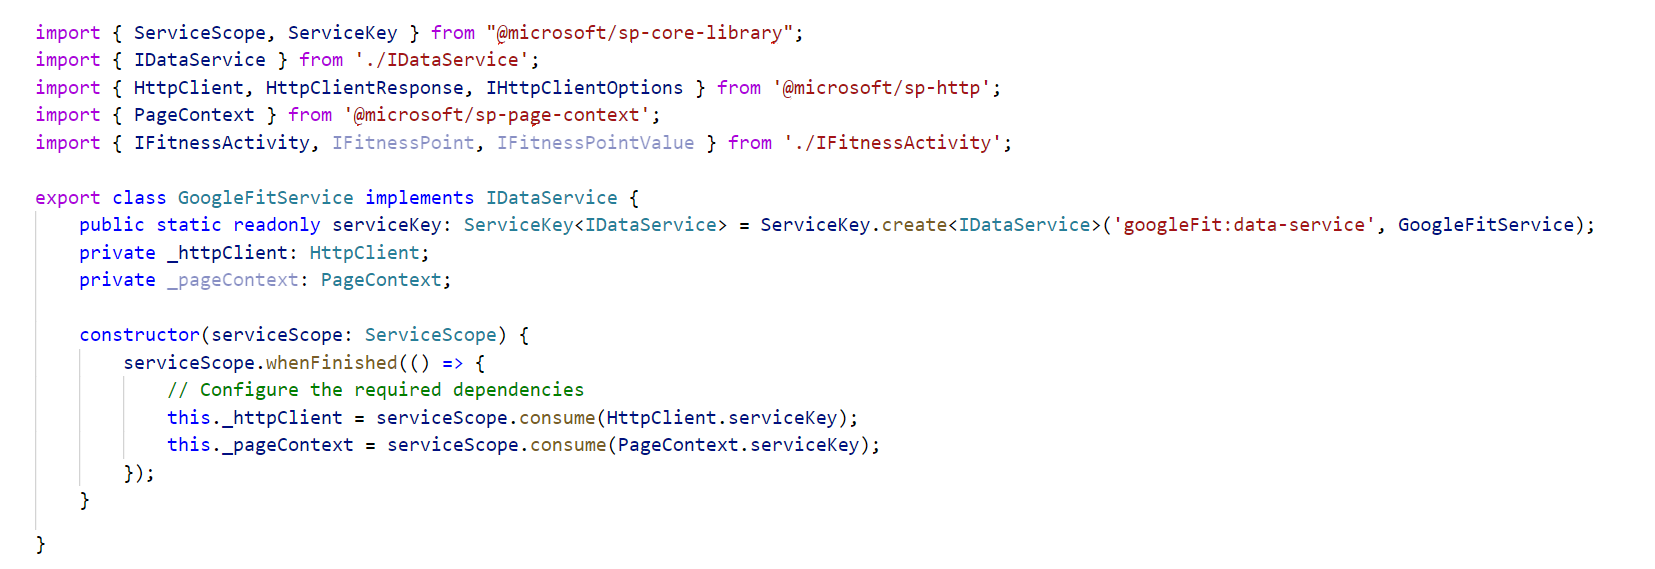 import { ServiceScope, ServiceKey } from "@microsoft/sp-core-library";
import { IDataService } from './IDataService';
import { HttpClient, HttpClientResponse, IHttpClientOptions } from '@microsoft/sp-http';
import { PageContext } from '@microsoft/sp-page-context';
import { IFitnessActivity, IFitnessPoint, IFitnessPointValue } from './IFitnessActivity';
export class GoogleFitService implements IDataService {
public static readonly serviceKey: ServiceKey<IDataService> = ServiceKey.create<IDataService>('googleFit:data-service', GoogleFitService);
private _httpClient: HttpClient;
private _pageContext: PageContext;
constructor(serviceScope: ServiceScope) {
serviceScope.whenFinished(() => {
// Configure the required dependencies
this._httpClient = serviceScope.consume(HttpClient.serviceKey);
this._pageContext = serviceScope.consume(PageContext.serviceKey);
});
}
}